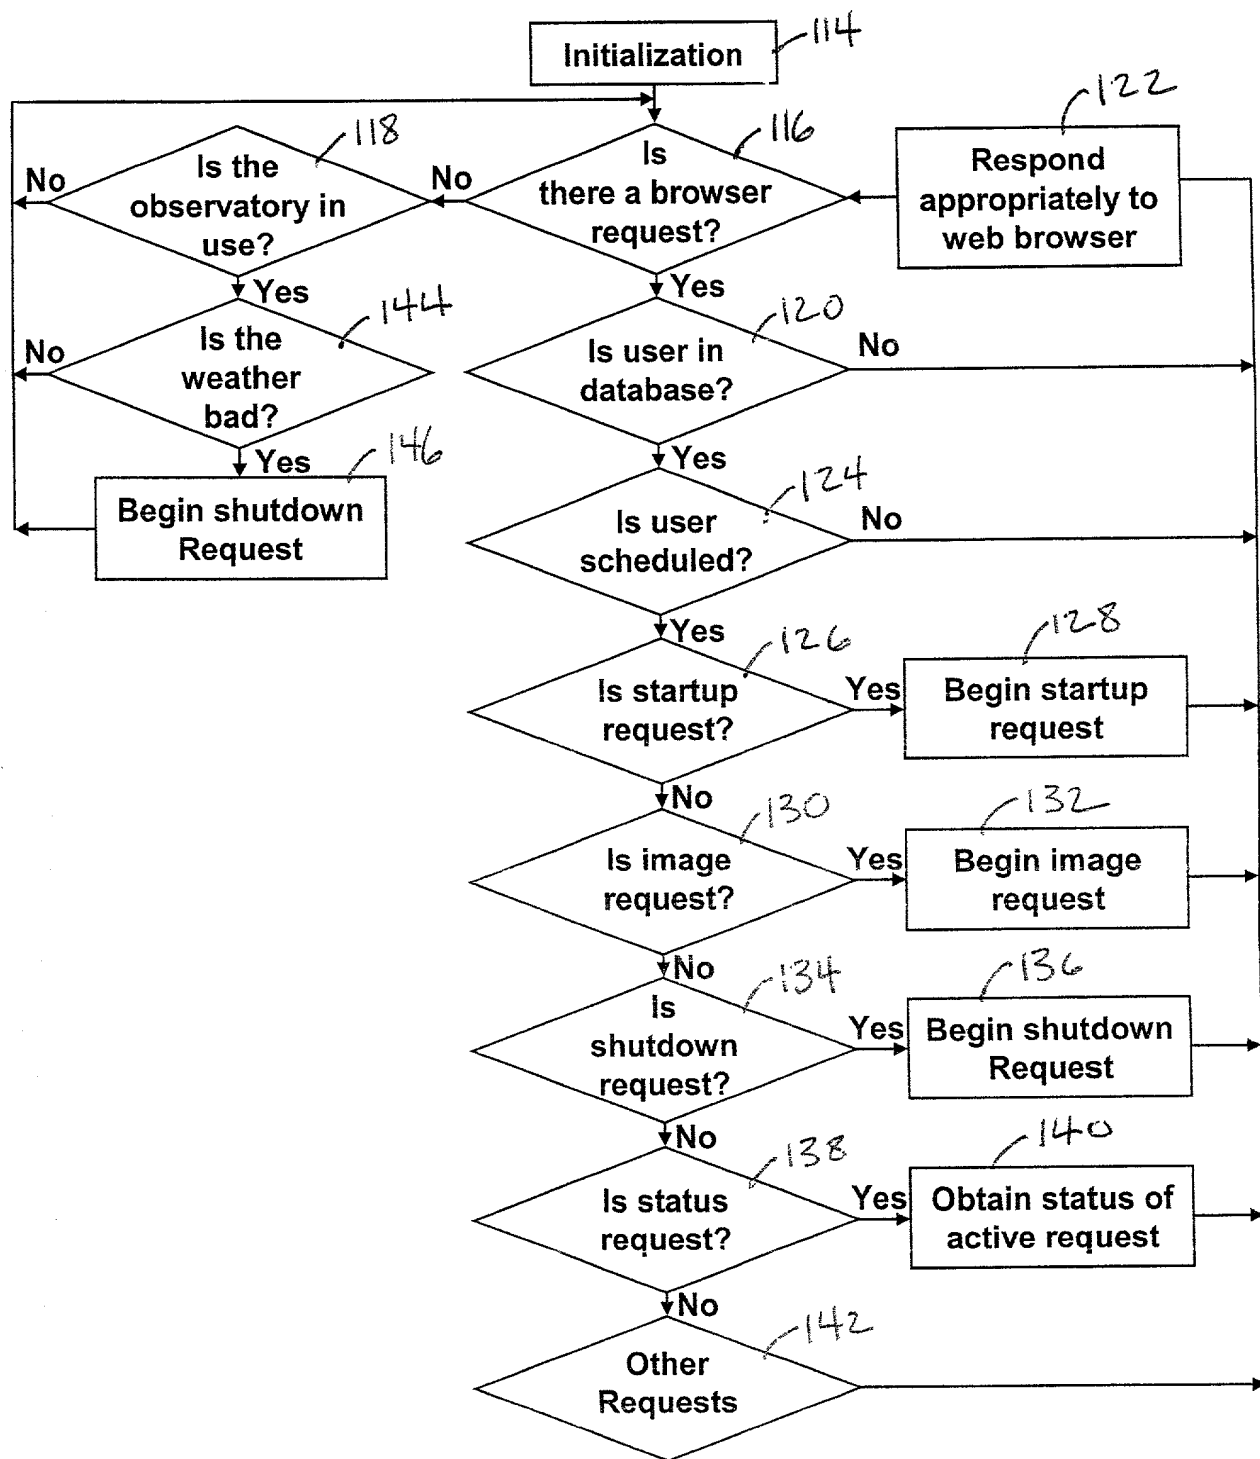 Initialization
114
118
Is the
observatory in
use?
No
Yes
No
116
Is
there a browser
request?
Yes
122
Respond
appropriately to
web browser
144
Is the
weather
bad?
No
Yes
146
Begin shutdown
Request
120
Is user in
database?
No
Yes
124
Is user
scheduled?
No
Yes
126
Is startup
request?
Yes
No
128
Begin startup
request
130
Is image
request?
Yes
No
132
Begin image
request
134
Is
shutdown
request?
Yes
No
136
Begin shutdown
Request
138
Is status
request?
Yes
No
140
Obtain status of
active request
142
Other
Requests